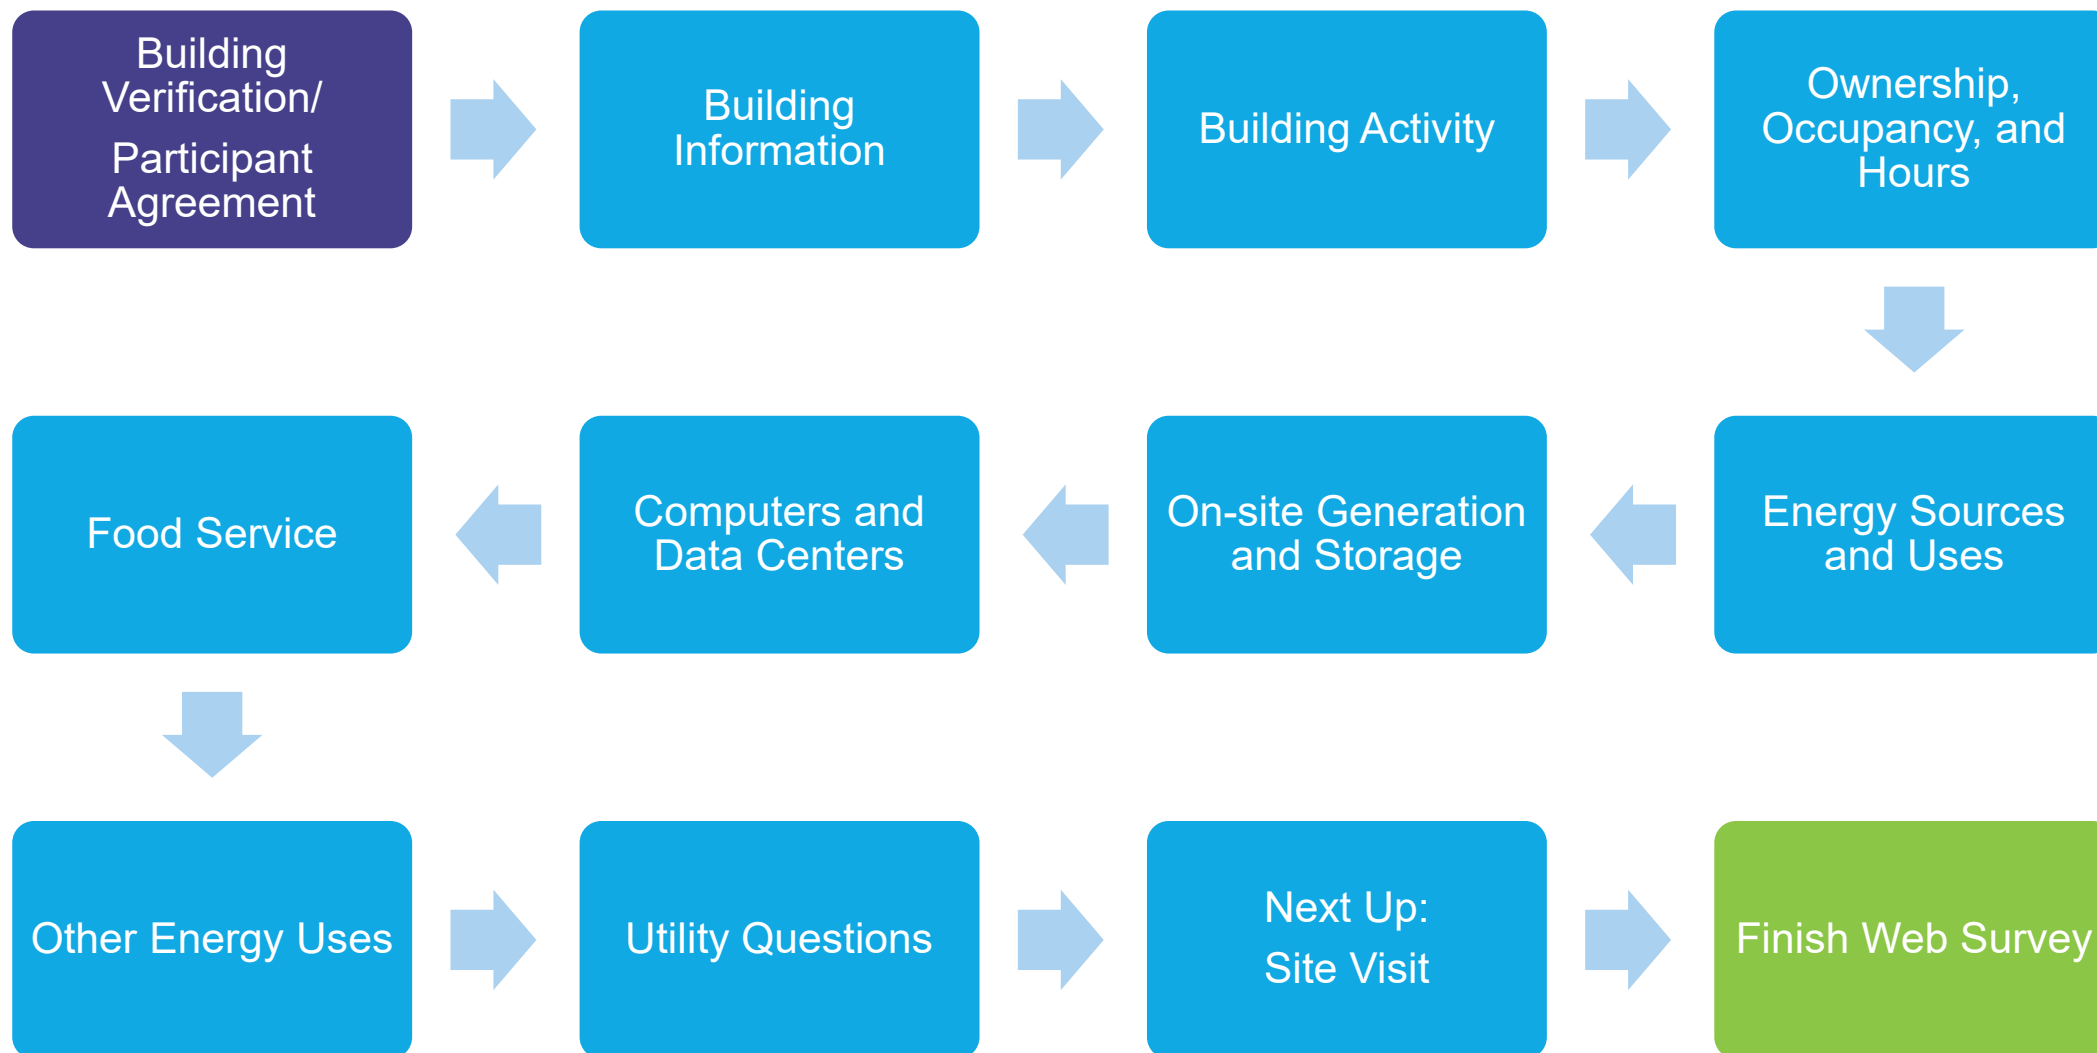 Building
Verification/
Participant
Agreement
Building
Information
Building Activity
Ownership,
Occupancy, and
Hours
Energy Sources
and Uses
On-site Generation
and Storage
Computers and
Data Centers
Food Service
Other Energy Uses
Utility Questions
Next Up:
Site Visit
Finish Web Survey